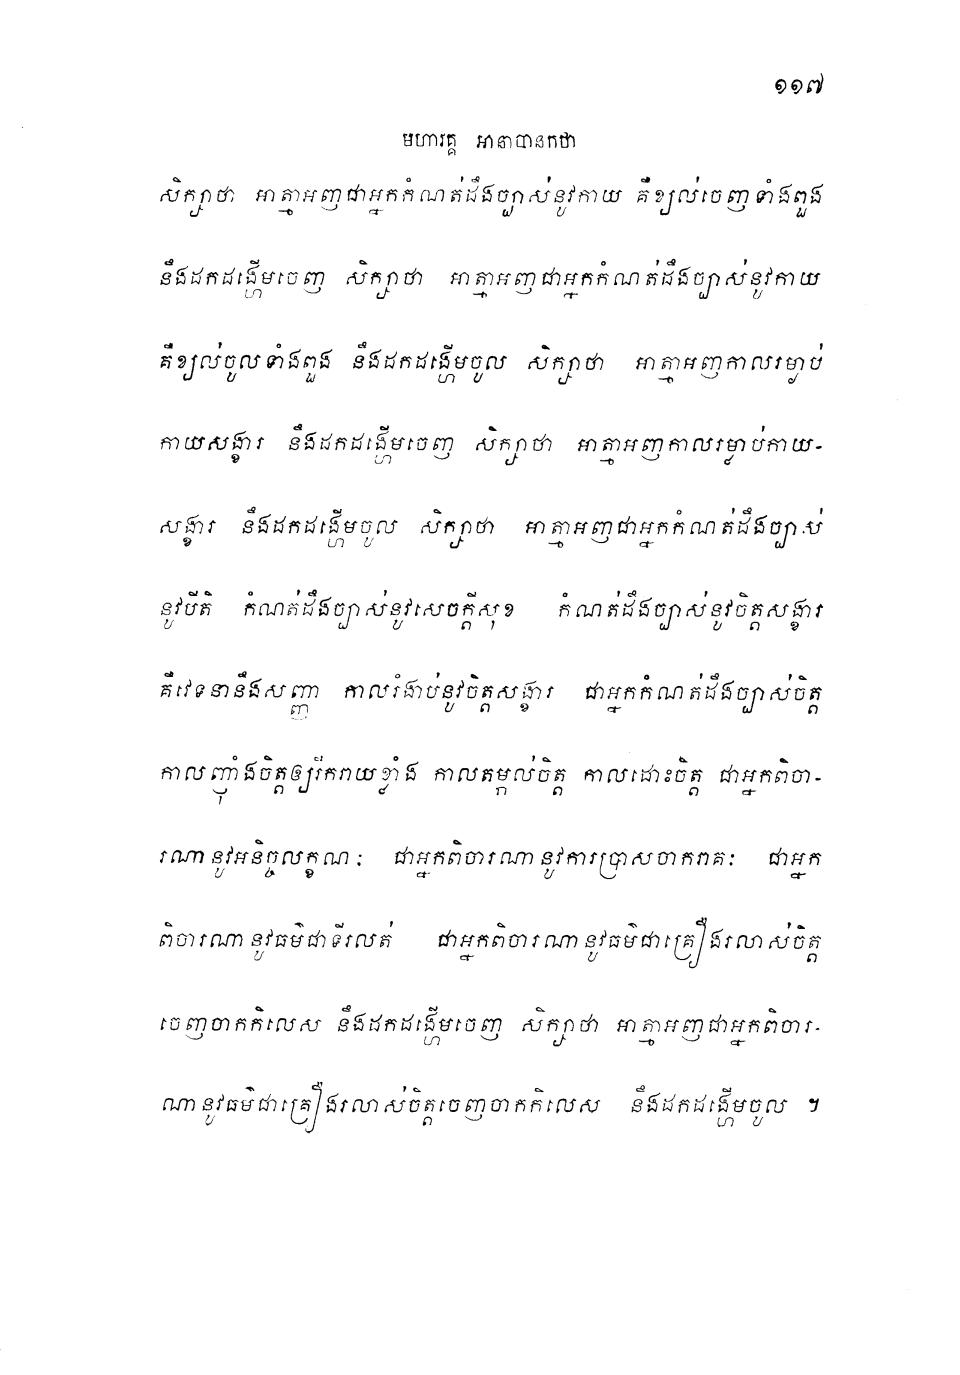 ១១៧
មហាវគ្គ អានាបានកថា
សិក្សាថា អាត្មាអញជាអ្នកកំណត់ដឹងច្បាស់នូវកាយ គឺខ្យល់ចេញទាំងពួង
នឹងដកដង្ហើមចេញ សិក្សាថា អាត្មាអញជាអ្នកកំណត់ដឹងច្បាស់នូវកាយ
គឺខ្យល់ចូលទាំងពួង នឹងដកដង្ហើមចូល សិក្សាថា អាត្មាអញកាលរម្ងាប់
កាយសង្ខារ នឹងដកដង្ហើមចេញ សិក្សាថា អាត្មាអញកាលរម្ងាប់កាយ-
សង្ខារ នឹងដកដង្ហើមចូល សិក្សាថា អាត្មាអញជាអ្នកកំណត់ដឹងច្បាស់
នូវបីតិ កំណត់ដឹងច្បាស់នូវសេចក្តីសុខ កំណត់ដឹងច្បាស់នូវចិត្តសង្ខារ
គឺវេទនានឹងសញ្ញា កាលរំងាប់នូវចិត្តសង្ខារ ជាអ្នកកំណត់ដឹងច្បាស់ចិត្ត
កាលញ៉ាំងចិត្តឲ្យរីករាយខ្លាំង កាលតម្កល់ចិត្ត កាលដោះចិត្ត ជាអ្នកពិចា-
រណានូវអនិច្ចលក្ខណៈ ជាអ្នកពិចារណានូវការប្រាសចាករាគៈ ជាអ្នក
ពិចារណានូវធម៌ជាទីរលត់ ជាអ្នកពិចារណានូវធម៌ជាគ្រឿងរលាស់ចិត្ត
ចេញចាកកិលេស នឹងដកដង្ហើមចេញ សិក្សាថា អាត្មាអញជាអ្នកពិចារ-
ណានូវធម៌ជាគ្រឿងរលាស់ចិត្តចេញចាកកិលេស នឹងដកដង្ហើមចូល ។